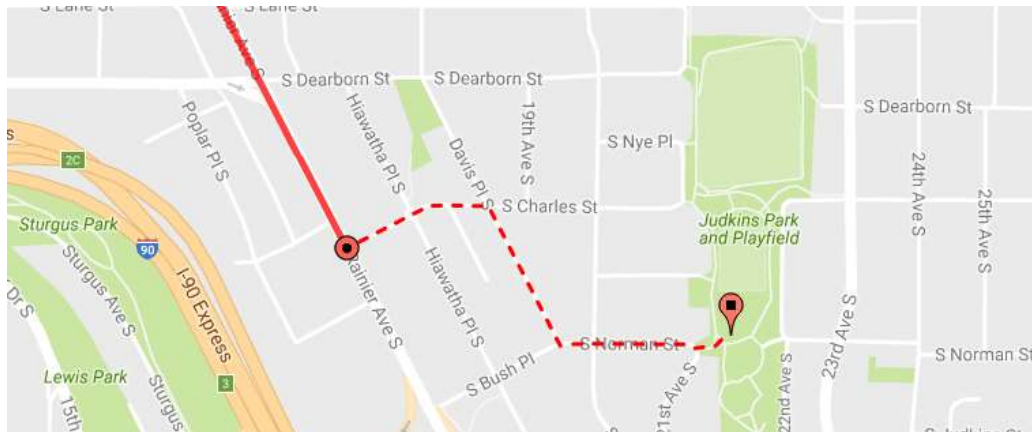 S Lane St
S Lane St
S Dearborn St
S Dearborn St
S Dearborn St
Poplar Pl S
Hiawatha Pl S
Davis Pl S
19th Ave S
S Nye Pl
24th Ave S
25th Ave S
2C
S Charles St
Judkins Park
and Playfield
Sturgus Park
90
I-90 Express
Sturgus Ave S
Rainier Ave S
Hiawatha Pl S
23rd Ave S
S Norman St
S Norman St
S Bush Pl
21st Ave S
22nd Ave S
Lewis Park
3
15th
Sturgus
Dr S